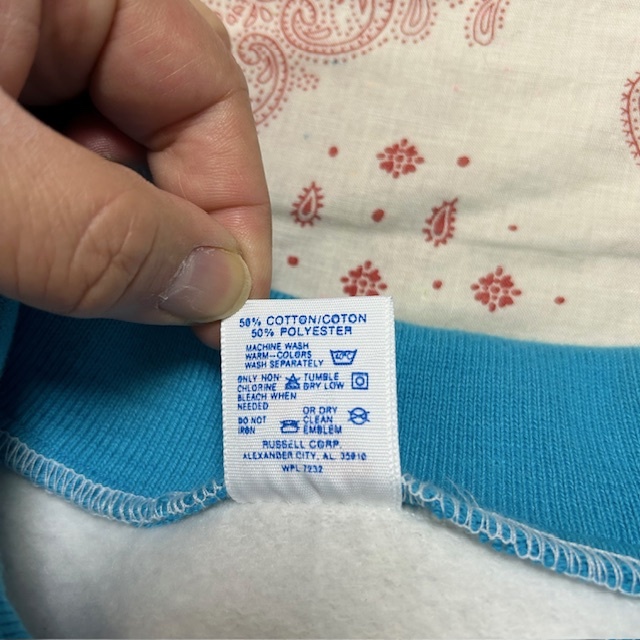 50% COTTON/COTON
50% POLYESTER
MACHINE WASH
WARM--COLORS
WASH SEPARATELY
ONLY NON-
CHLORINE
BLEACH WHEN
NEEDED
TUMBLE
DRY LOW
DO NOT
IRON
OR DRY
CLEAN
EMBLEM
RUSSELL CORP.
ALEXANDER CITY, AL 35010
WPL 7232